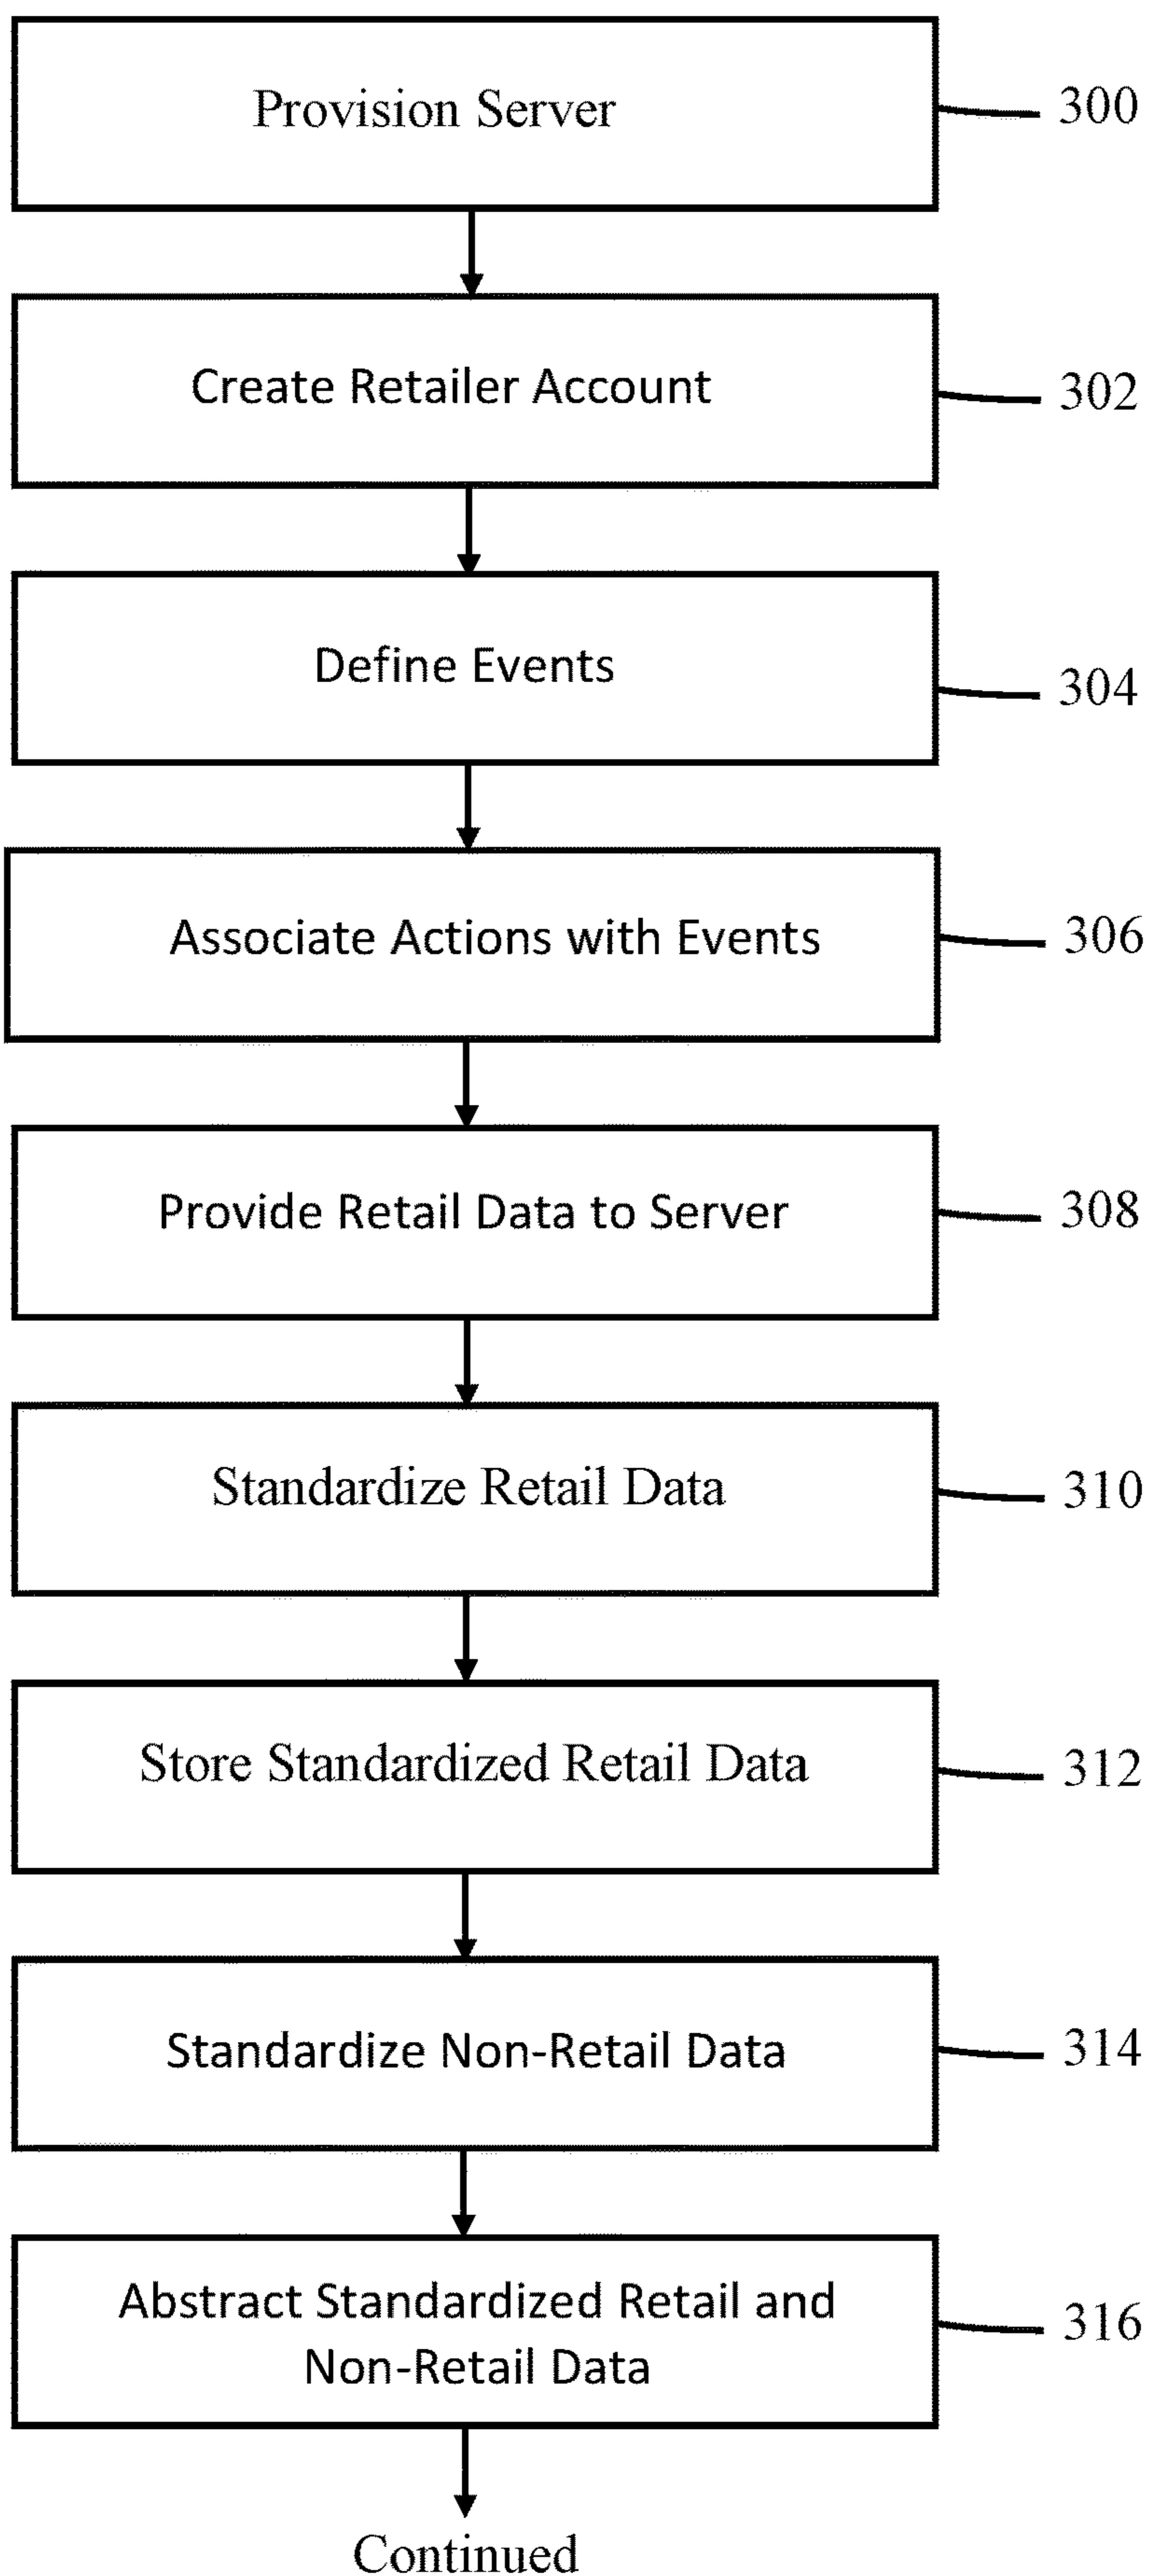 Provision Server
300
Create Retailer Account
302
Define Events
304
Associate Actions with Events
306
Provide Retail Data to Server
308
Standardize Retail Data
310
Store Standardized Retail Data
312
Standardize Non-Retail Data
314
Abstract Standardized Retail and
Non-Retail Data
316
Continued